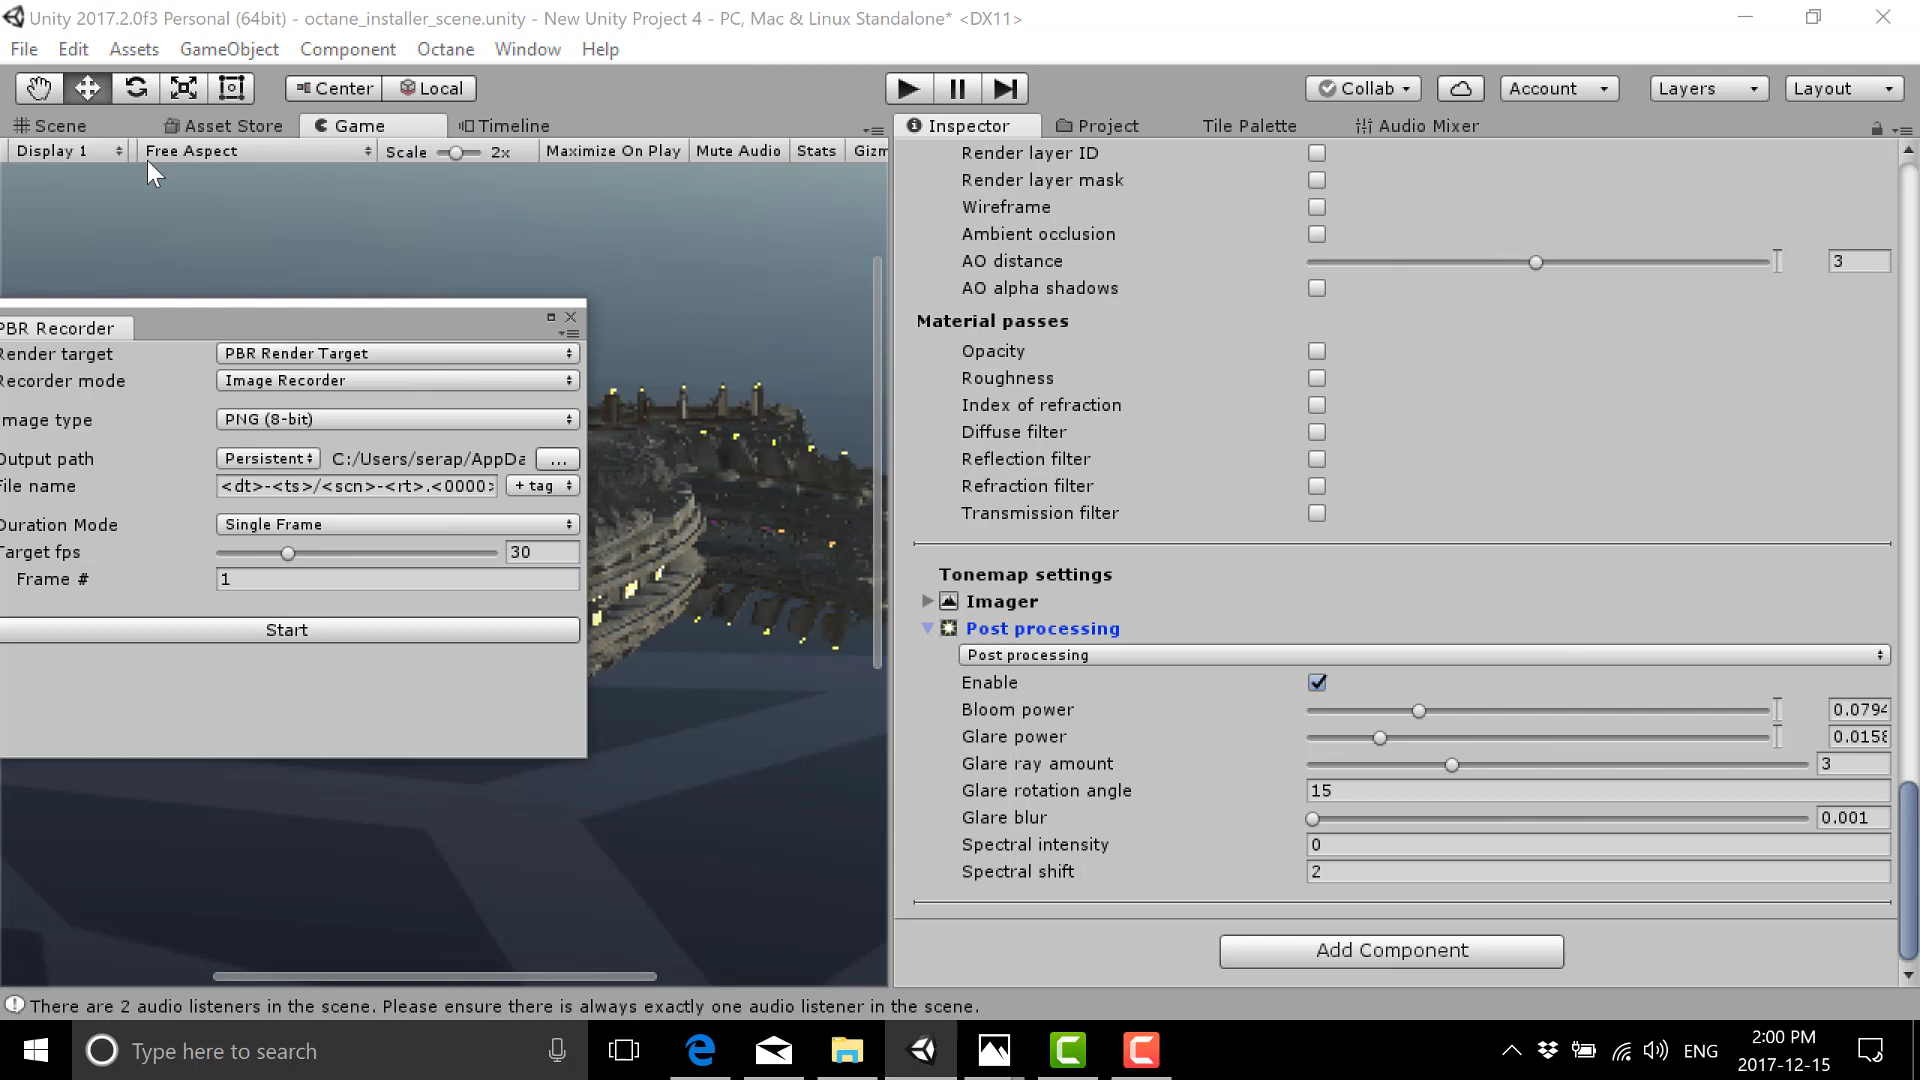 Unity 2017.2.0f3 Personal (64bit) - octane_installer_scene.unity - New Unity Project 4 - PC, Mac & Linux Standalone* <DX11>
File Edit Assets GameObject Component Octane Window Help
Center Local Collab Account Layers Layout
Scene Asset Store Game Timeline Inspector Project Tile Palette Audio Mixer
Display 1 Free Aspect Scale 2x Maximize On Play Mute Audio Stats Gizm
Render layer ID
Render layer mask
Wireframe
Ambient occlusion
AO distance 3
AO alpha shadows
Material passes
Opacity
Roughness
Index of refraction
Diffuse filter
Reflection filter
Refraction filter
Transmission filter
Tonemap settings
Imager
Post processing
Post processing
Enable
Bloom power 0.0794
Glare power 0.0158
Glare ray amount 3
Glare rotation angle 15
Glare blur 0.001
Spectral intensity 0
Spectral shift 2
Add Component
PBR Recorder
Render target PBR Render Target
Recorder mode Image Recorder
Image type PNG (8-bit)
Output path Persistent C:/Users/serap/AppDa ...
File name <dt>-<ts>/<scn>-<rt>.<0000> + tag
Duration Mode Single Frame
Target fps 30
Frame # 1
Start
There are 2 audio listeners in the scene. Please ensure there is always exactly one audio listener in the scene.
Type here to search
ENG
2:00 PM
2017-12-15